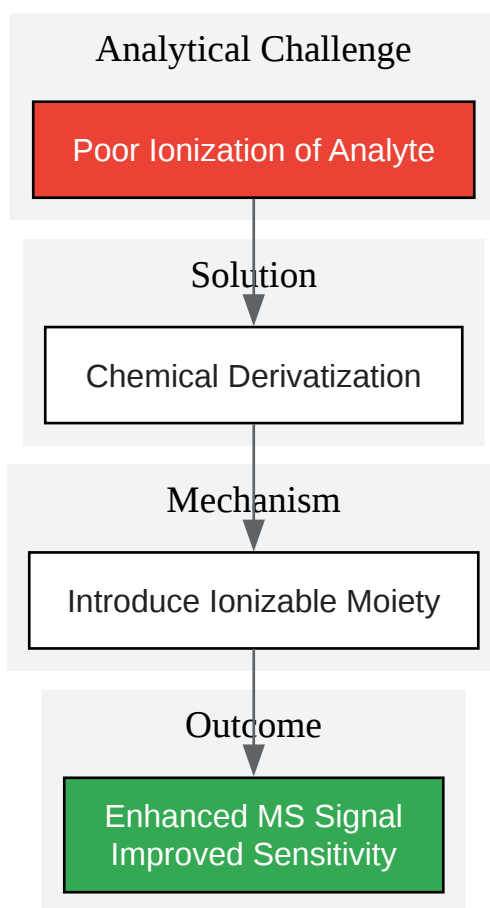 Analytical Challenge
Poor Ionization of Analyte
Solution
Chemical Derivatization
Mechanism
Introduce Ionizable Moiety
Outcome
Enhanced MS Signal
Improved Sensitivity